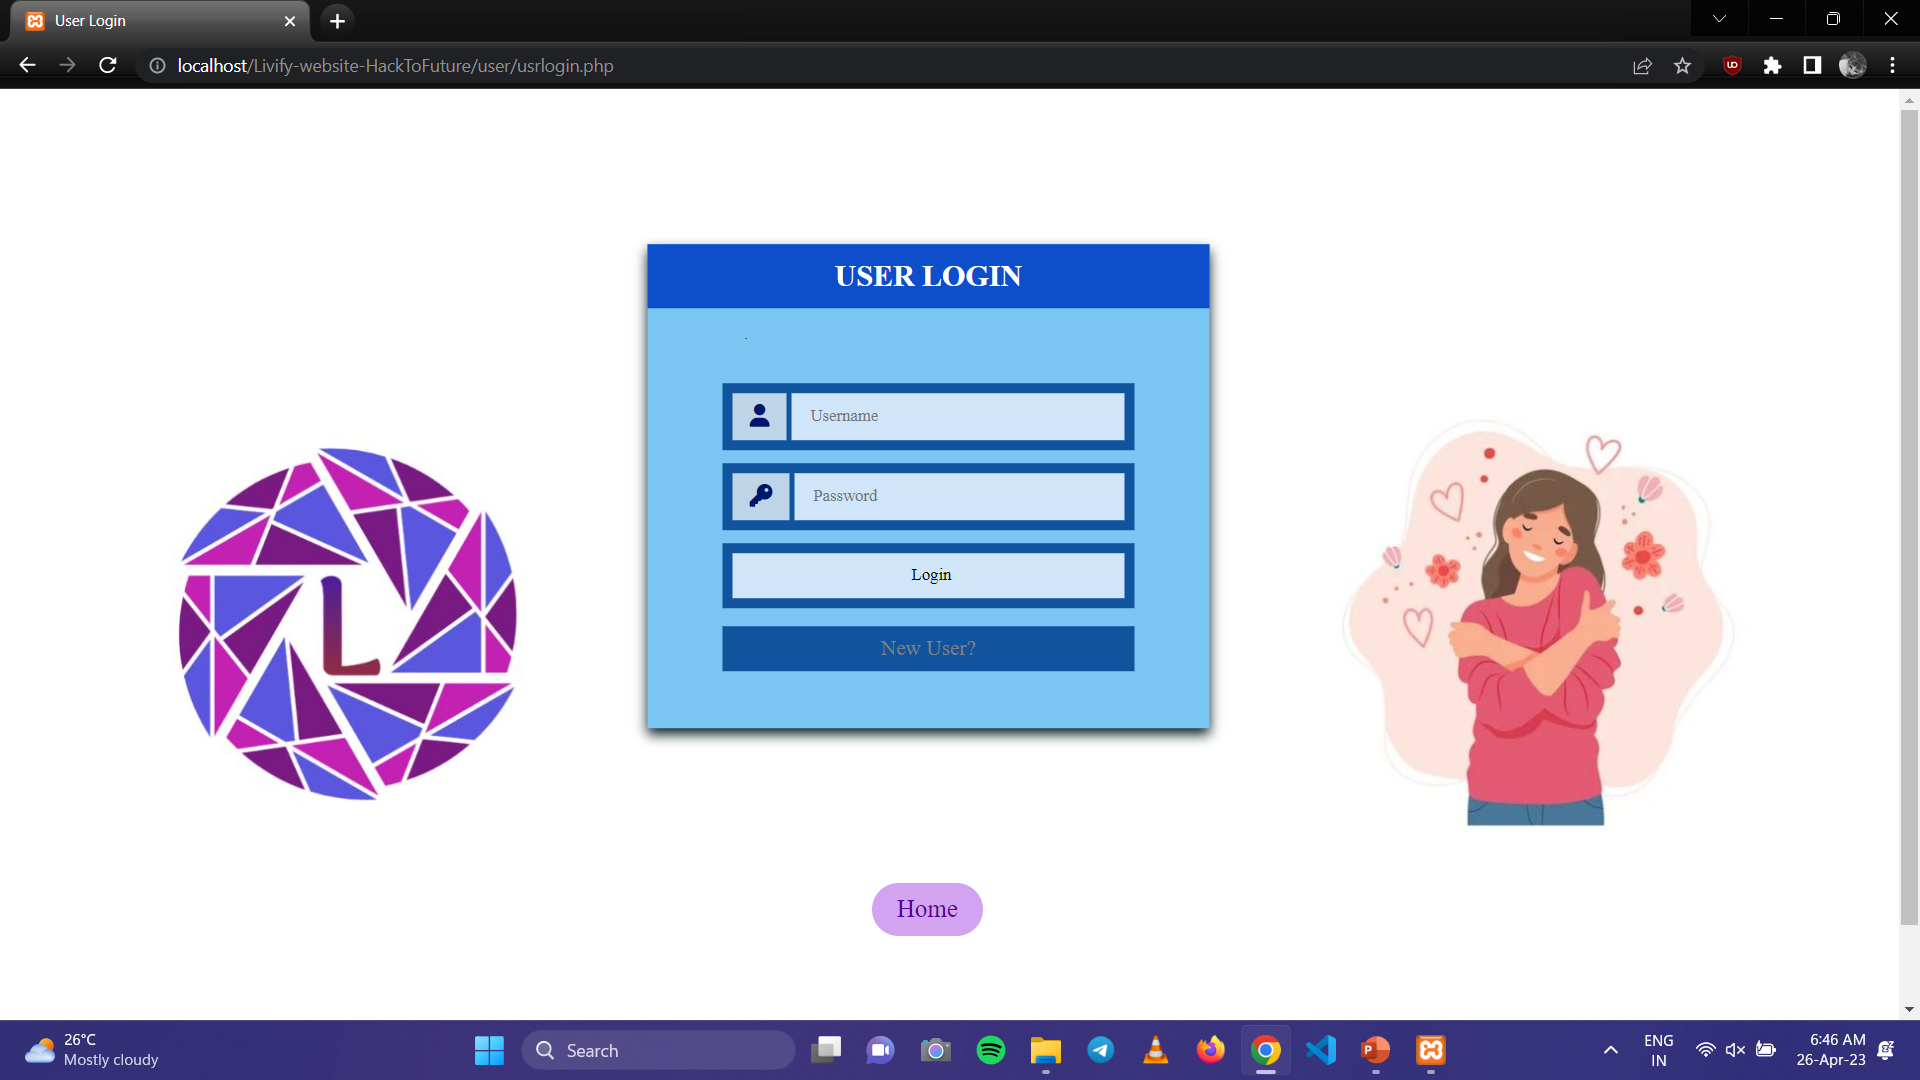 User Login
localhost/Livify-website-HackToFuture/user/usrlogin.php
USER LOGIN
Username
Password
Login
New User?
L
Home
26°C
Mostly cloudy
Search
ENG
IN
6:46 AM
26-Apr-23